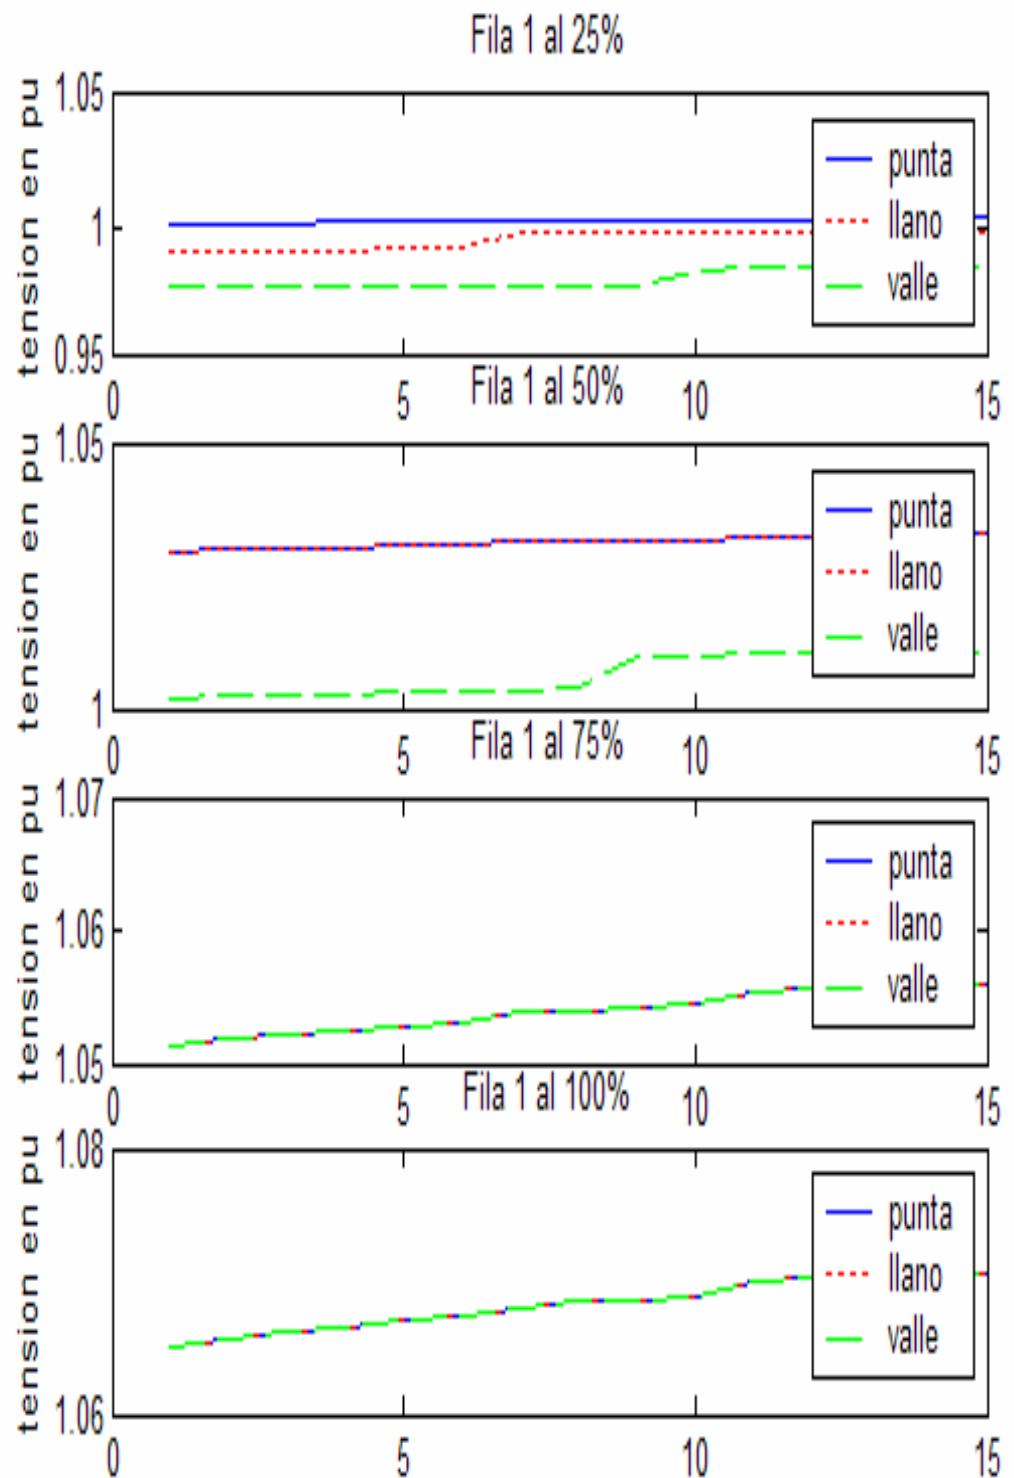 Fila 1 al 25%
tension en pu
1.05
1
0.95
punta
llano
valle
0 5 10 15
Fila 1 al 50%
tension en pu
1.05
1
punta
llano
valle
0 5 10 15
Fila 1 al 75%
tension en pu
1.07
1.06
1.05
punta
llano
valle
0 5 10 15
Fila 1 al 100%
tension en pu
1.08
1.06
punta
llano
valle
0 5 10 15